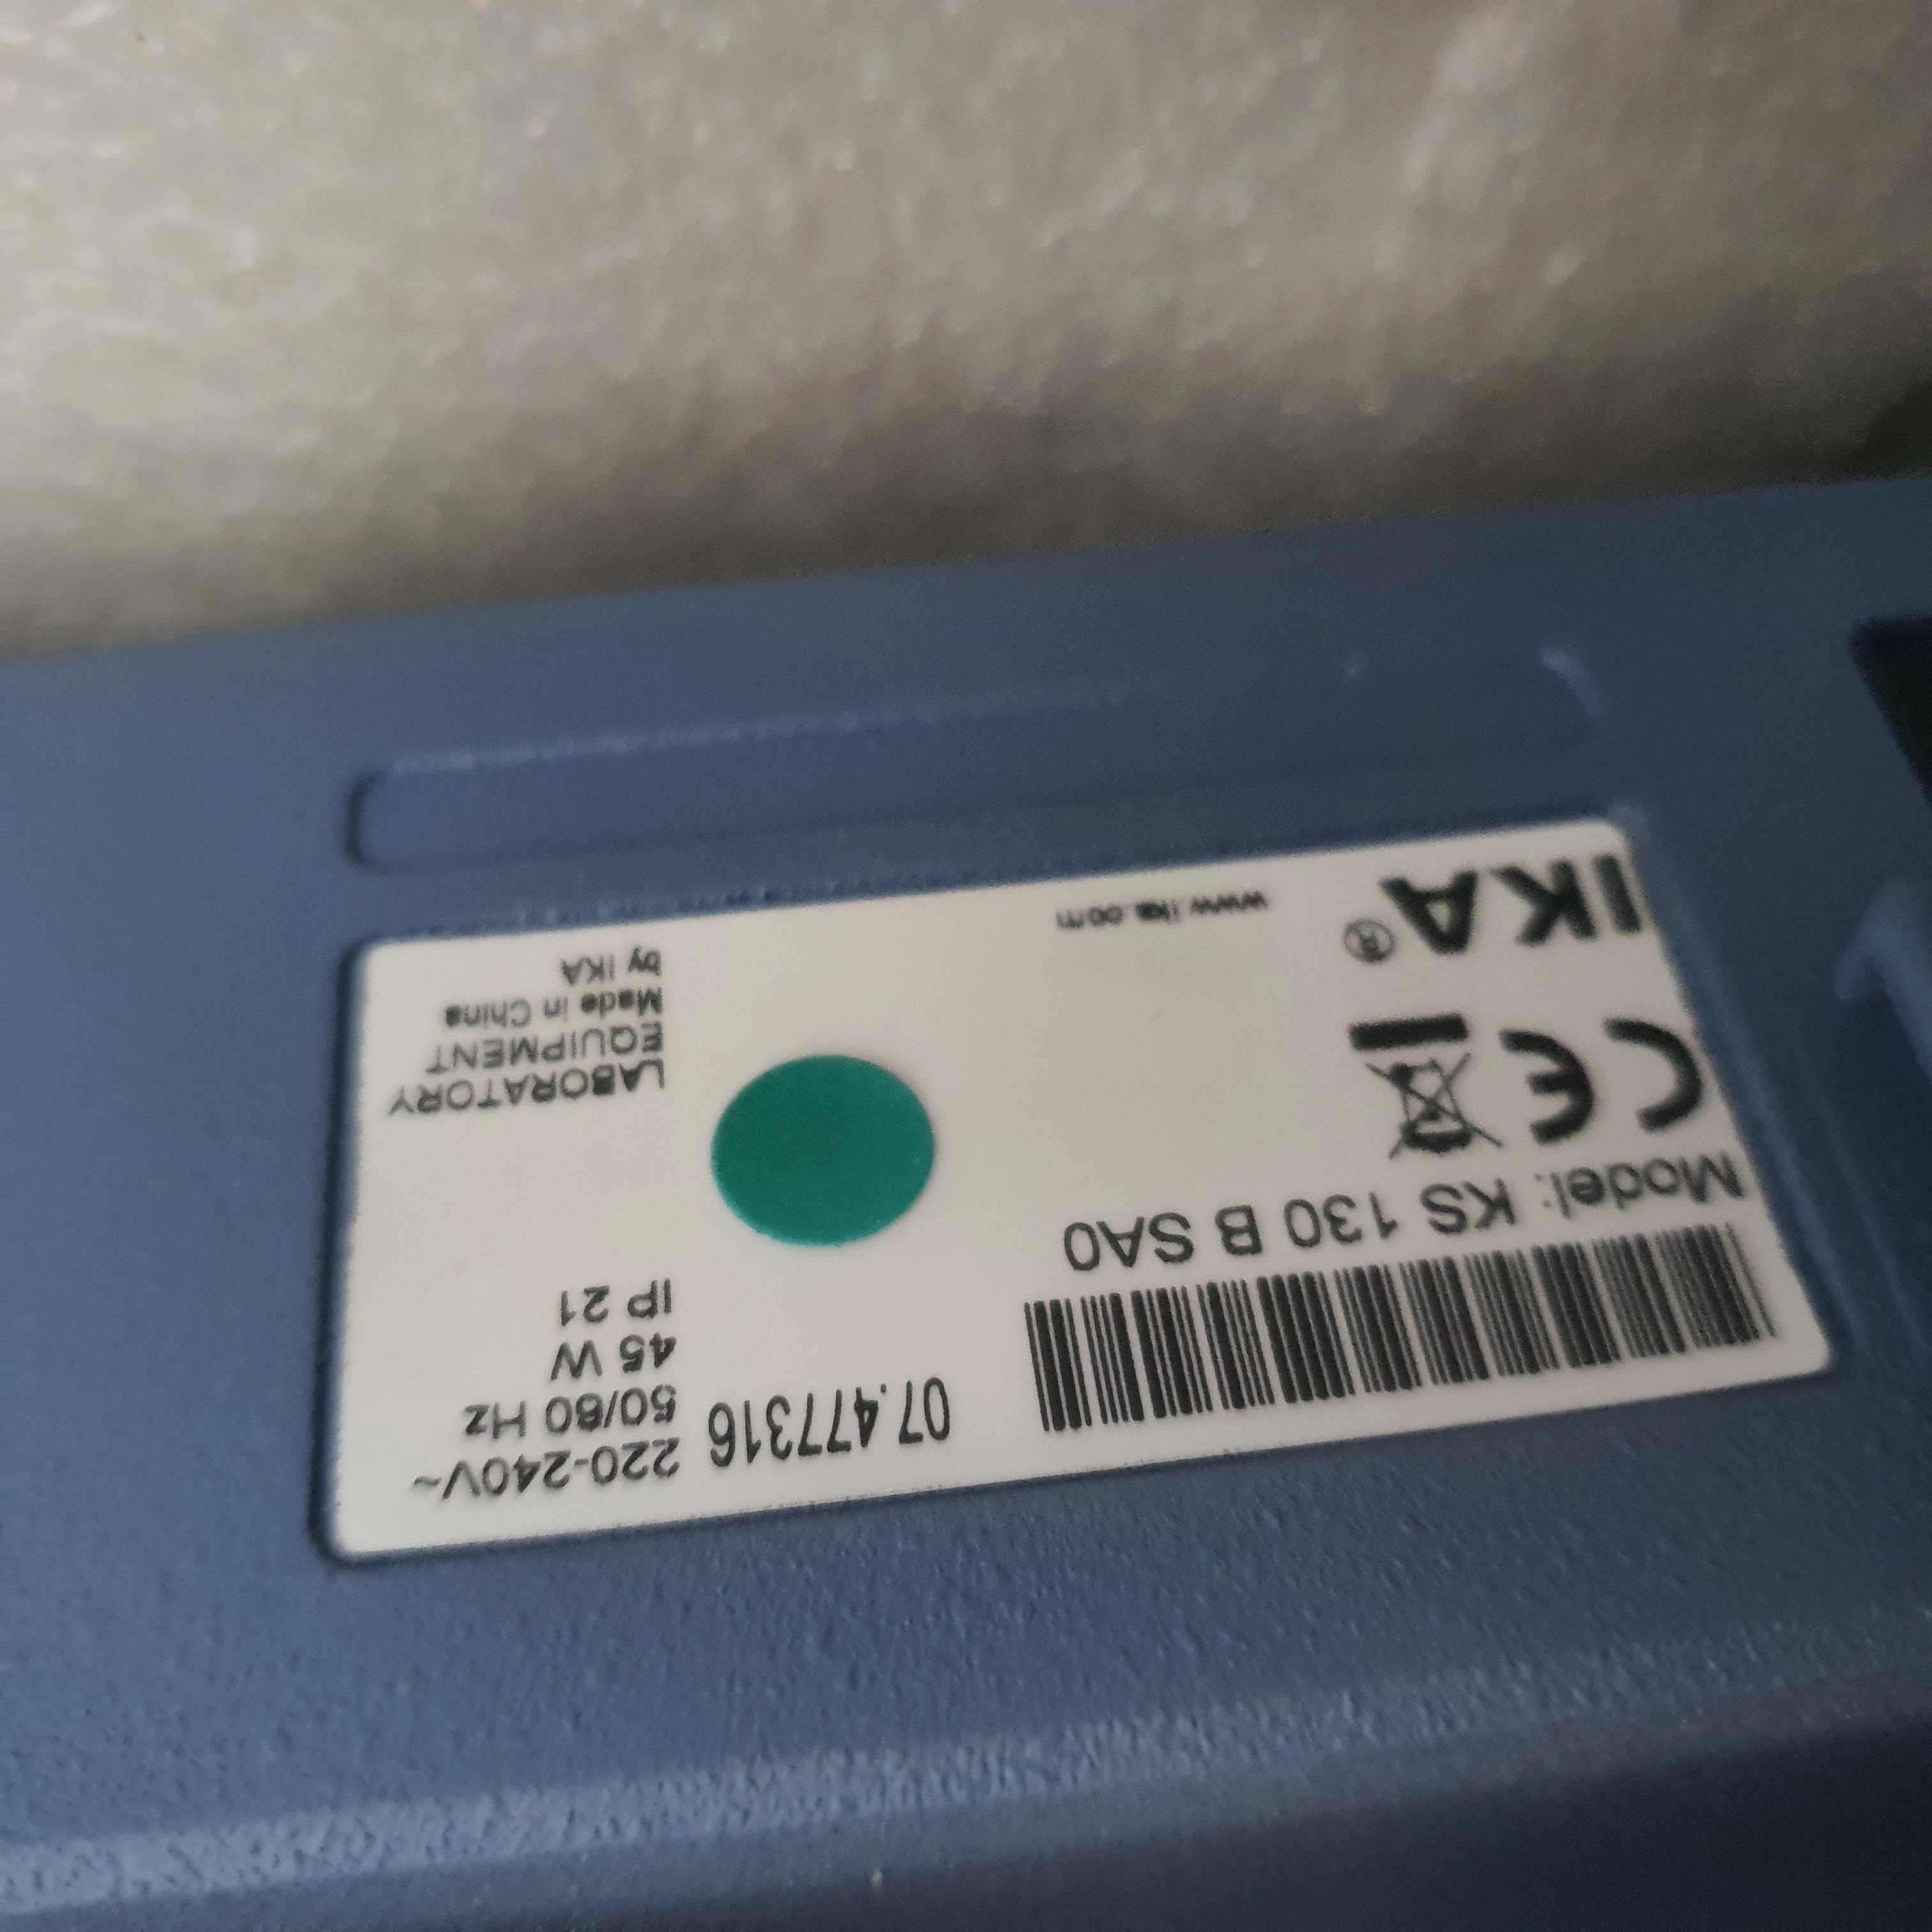 07.477316
220-240V~
50/60 Hz
45 W
IP 21
Model: KS 130 B SA0
LABORATORY
EQUIPMENT
Made in China
by IKA
CE
IKA®
www.ika.com